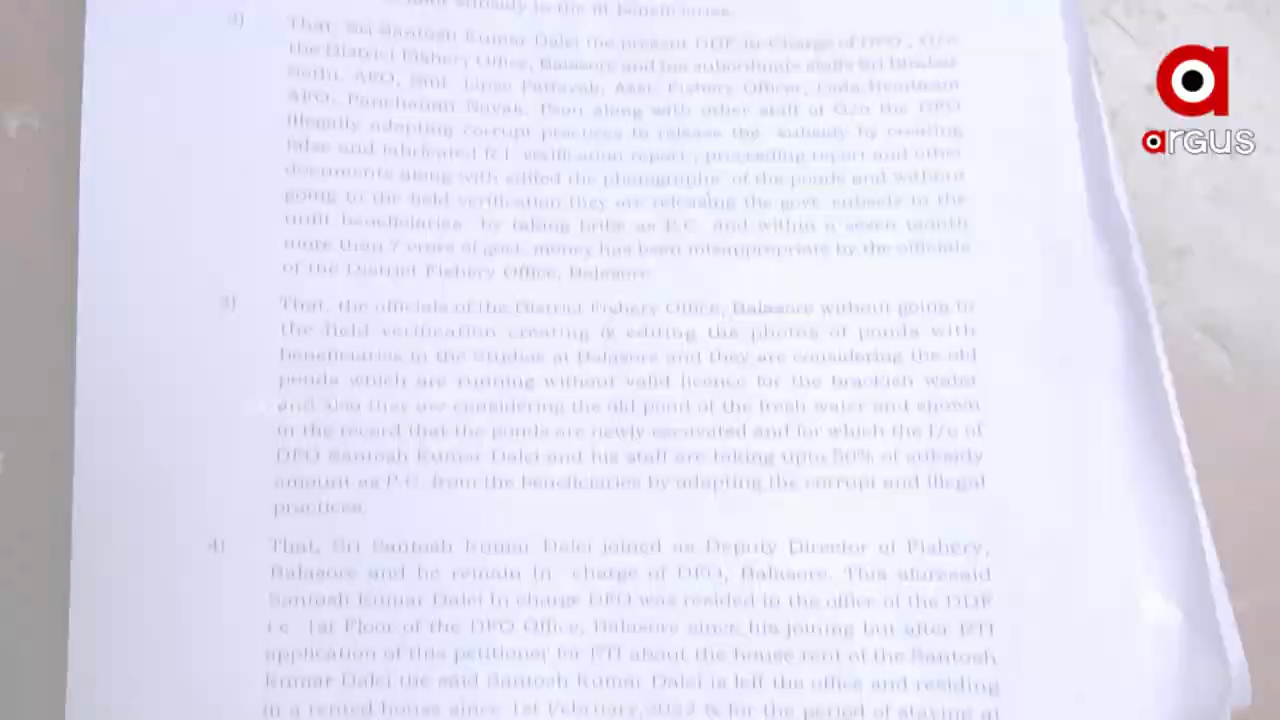 subsidy to the beneficiaries.
2) That, Sri Santosh Kumar Dalei the present DDF in-Charge of DFO, O/o
the District Fishery Office, Balasore and his subordinate staffs Sri
Sethi, AFO, Smt. Lipsa Pattayak, Asst. Fishery Officer,
AFO, Panchanan Nayak, Peon along with other staff of O/o the DFO
illegally adapting corrupt practices to release the subsidy by creating
false and fabricated verification report, proceeding report and other
documents along with edited the photographs of the ponds and without
going to the field verification they are releasing the govt. subsidy to the
unfit beneficiaries by taking bribe as P.C. and within a seven month
more than 7 crores of govt. money has been misappropriate by the officials
of the District Fishery Office, Balasore.
3) That, the officials of the District Fishery Office, Balasore without going to
the field verification creating & editing the photos of ponds with
beneficiaries in the studios at Balasore and they are considering the old
ponds which are running without valid licence for the brackish water
and also they are considering the old pond of the fresh water and shown
in the record that the ponds are newly excavated and for which the I/c of
DFO Santosh Kumar Dalei and his staff are taking upto 50% of subsidy
amount as P.C. from the beneficiaries by adapting the corrupt and illegal
practices.
4) That, Sri Santosh Kumar Dalei joined as Deputy Director of Fishery,
Balasore and he remain in charge of DFO, Balasore. This aforesaid
Santosh Kumar Dalei in charge DFO was resided in the office of the DDF
i.e. 1st Floor of the DFO Office, Balasore since his joining but after RTI
application of this petitioner for RTI about the house rent of the Santosh
Kumar Dalei the said Santosh Kumar Dalei is left the office and residing
in a rented house since 1st February, 2022 & for the period of staying at
argus